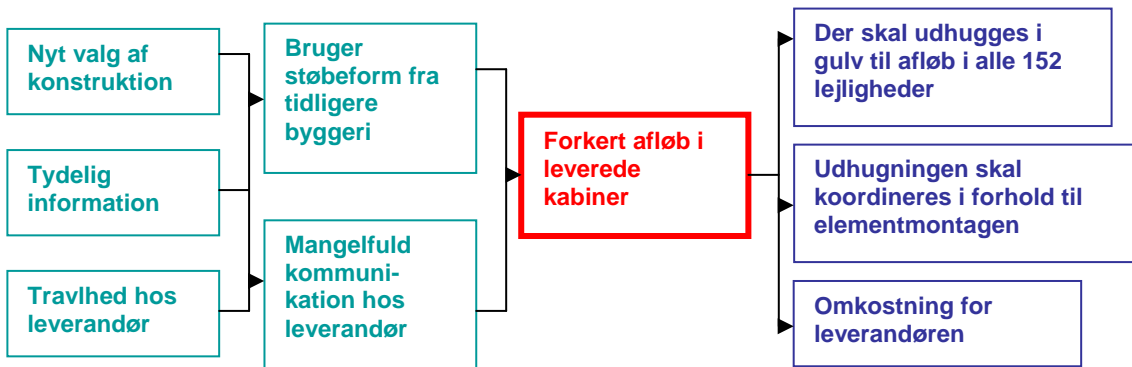 Nyt valg af
konstruktion
Tydelig
information
Travlhed hos
leverandør
Bruger
støbeform fra
tidligere
byggeri
Mangelfuld
kommuni-
kation hos
leverandør
Forkert afløb i
leverede
kabiner
Der skal udhugges i
gulv til afløb i alle 152
lejligheder
Udhugningen skal
koordineres i forhold til
elementmontagen
Omkostning for
leverandøren